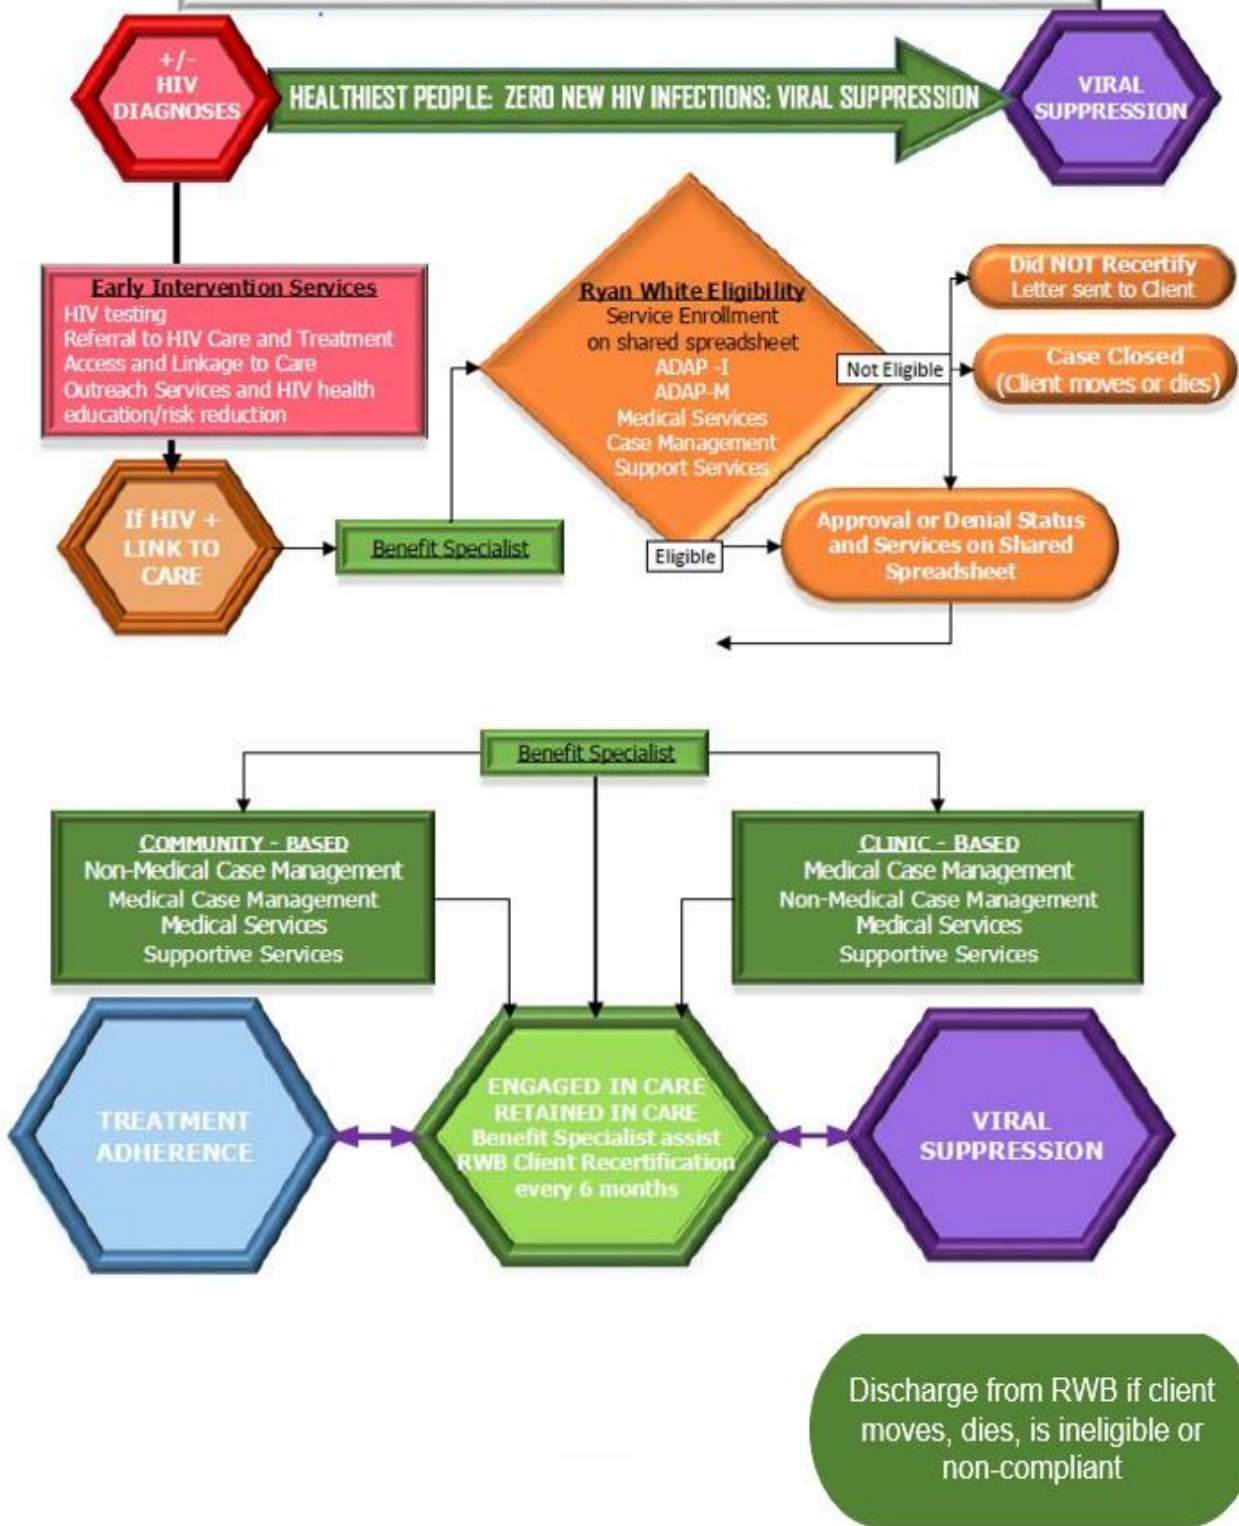 +/-
HIV
DIAGNOSES
HEALTHIEST PEOPLE: ZERO NEW HIV INFECTIONS: VIRAL SUPPRESSION
VIRAL
SUPPRESSION
Early Intervention Services
HIV testing
Referral to HIV Care and Treatment
Access and Linkage to Care
Outreach Services and HIV health
education/risk reduction
Ryan White Eligibility
Service Enrollment
on shared spreadsheet
ADAP -I
ADAP-M
Medical Services
Case Management
Support Services
Not Eligible
Did NOT Recertify
Letter sent to Client
Case Closed
(Client moves or dies)
If HIV +
LINK TO
CARE
Benefit Specialist
Eligible
Approval or Denial Status
and Services on Shared
Spreadsheet
Benefit Specialist
COMMUNITY - BASED
Non-Medical Case Management
Medical Case Management
Medical Services
Supportive Services
CLINIC - BASED
Medical Case Management
Non-Medical Case Management
Medical Services
Supportive Services
TREATMENT
ADHERENCE
ENGAGED IN CARE
RETAINED IN CARE
Benefit Specialist assist
RWB Client Recertification
every 6 months
VIRAL
SUPPRESSION
Discharge from RWB if client
moves, dies, is ineligible or
non-compliant